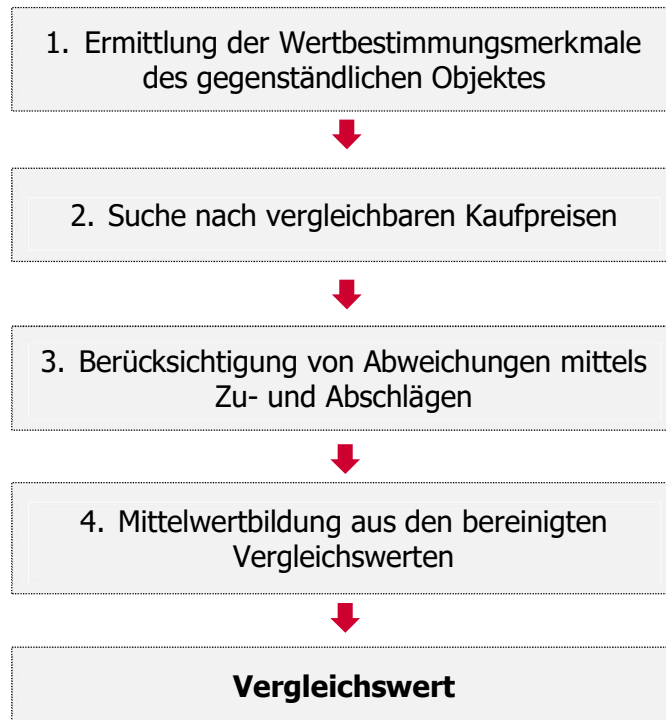 1. Ermittlung der Wertbestimmungsmerkmale
des gegenständlichen Objektes
2. Suche nach vergleichbaren Kaufpreisen
3. Berücksichtigung von Abweichungen mittels
Zu- und Abschlägen
4. Mittelwertbildung aus den bereinigten
Vergleichswerten
Vergleichswert